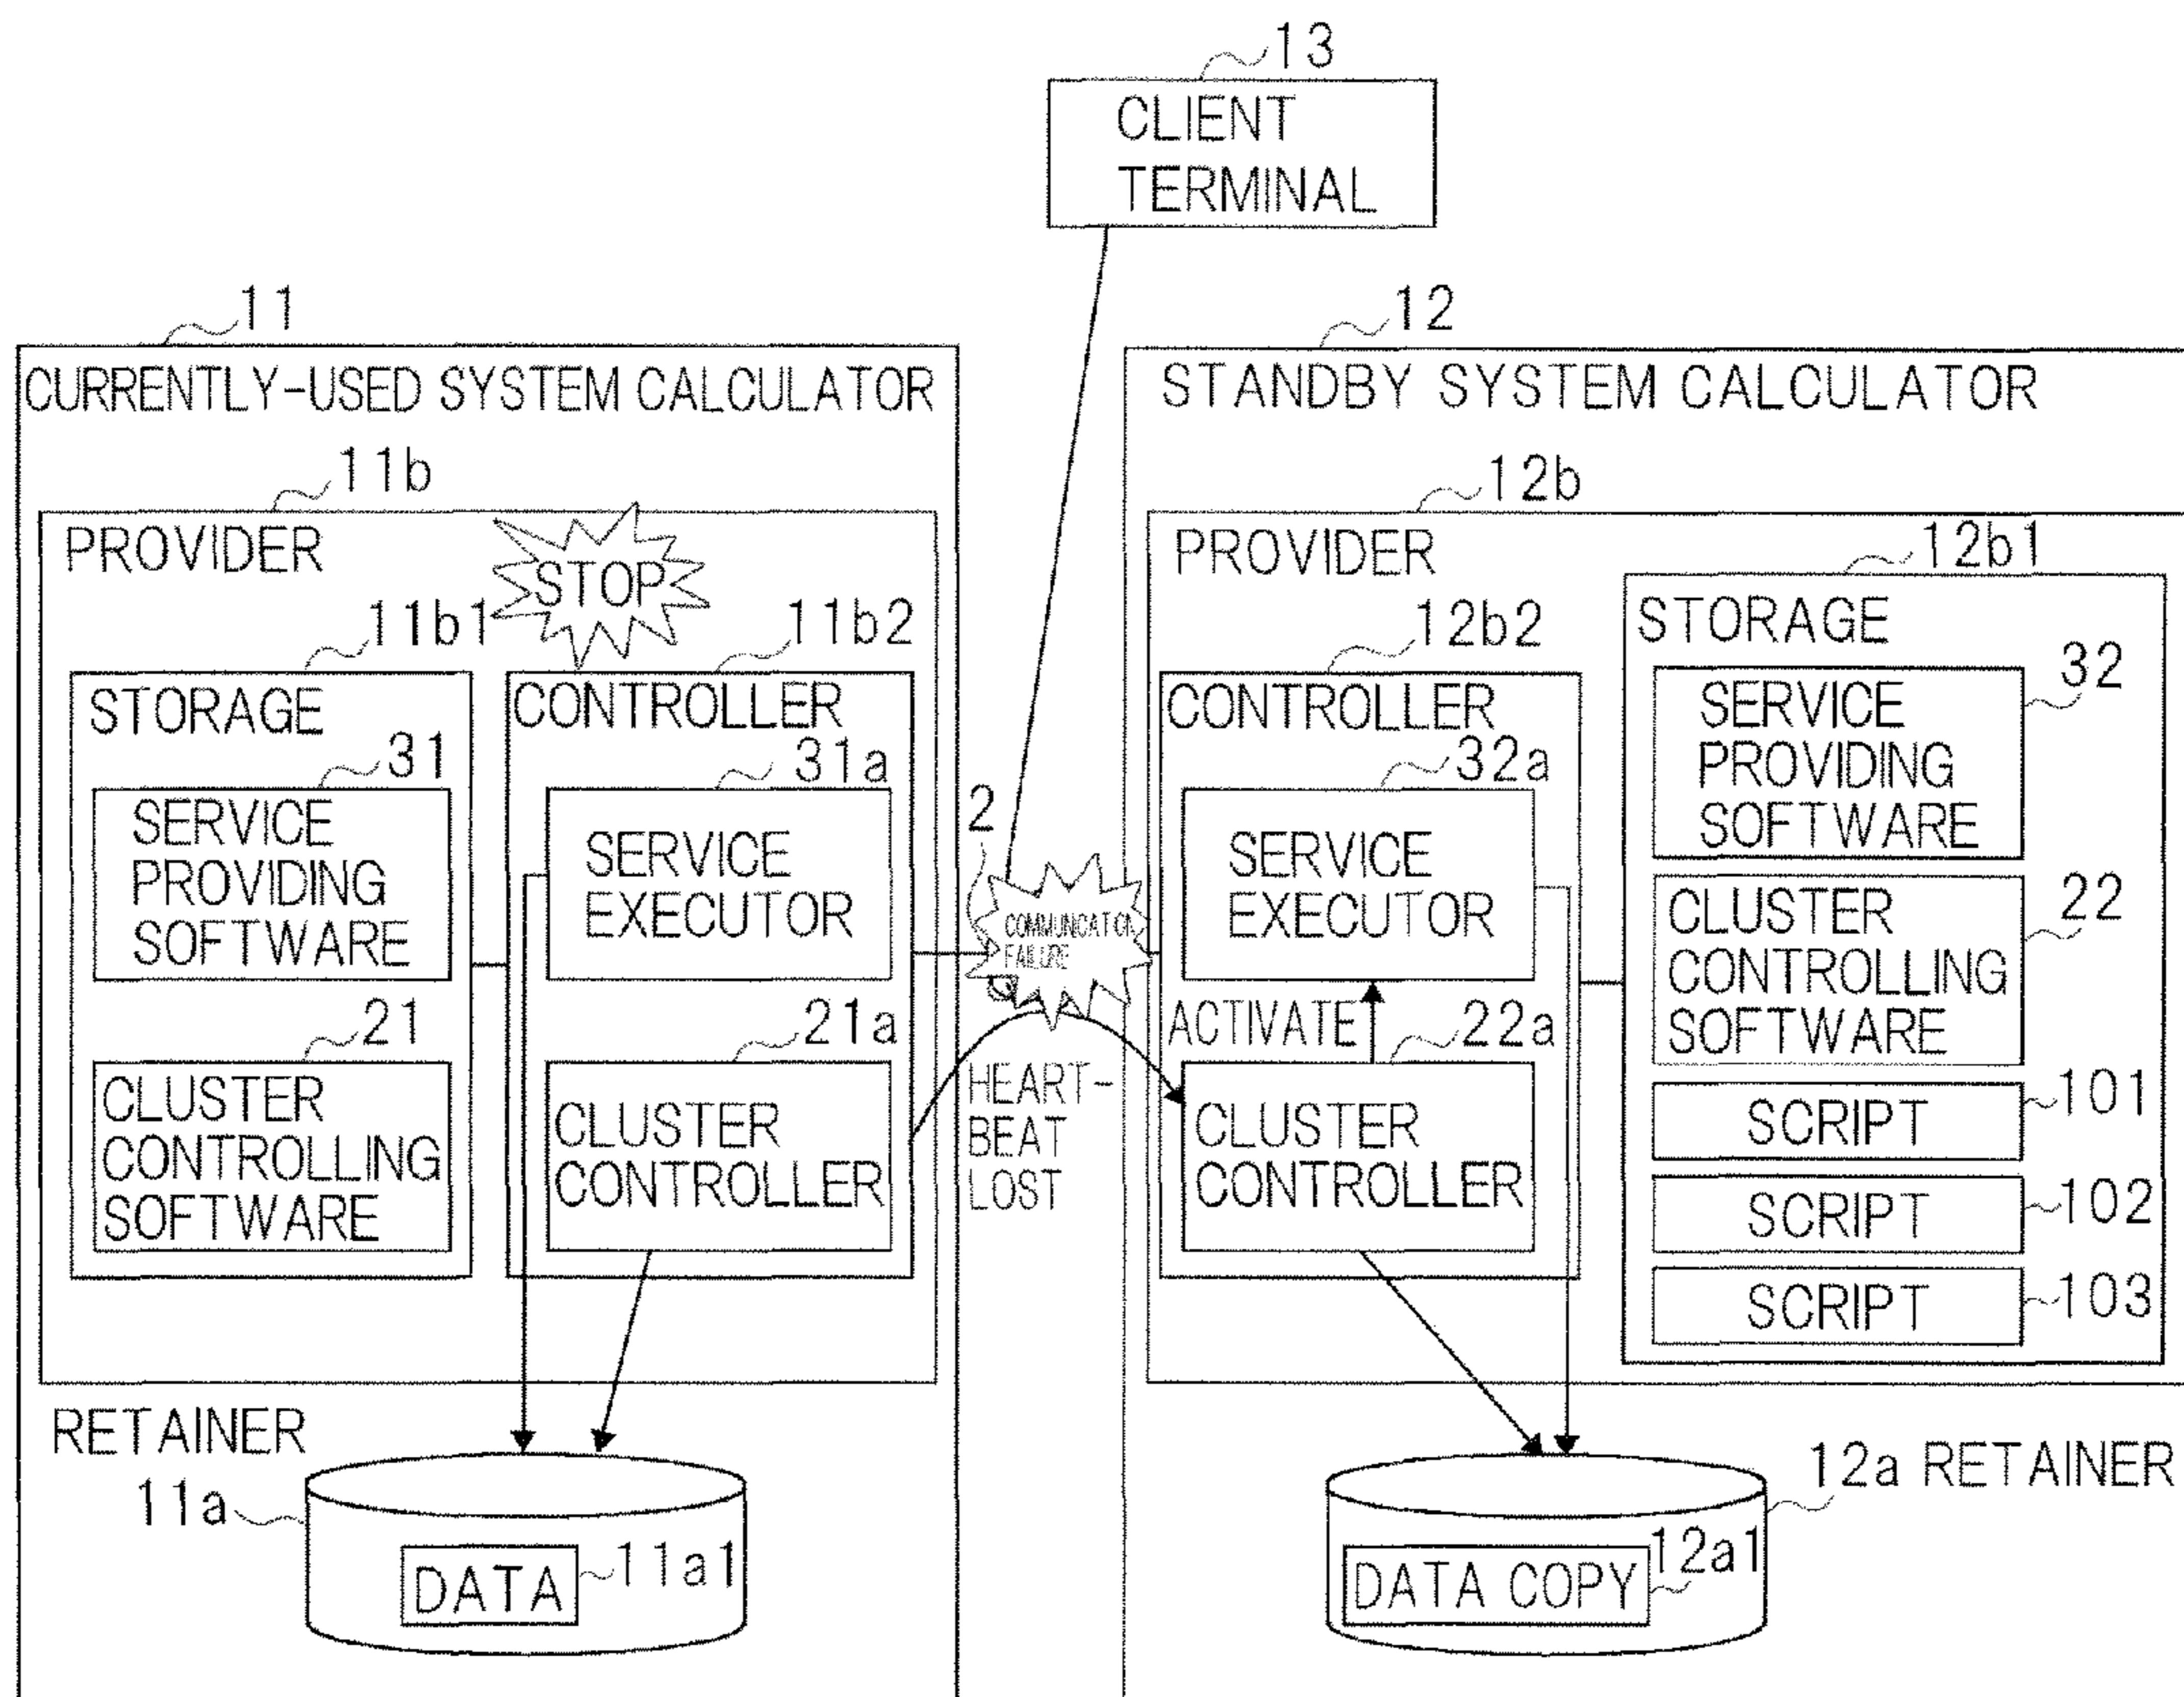 13
CLIENT
TERMINAL
11
CURRENTLY-USED SYSTEM CALCULATOR
11b
PROVIDER
STOP
11b1
STORAGE
31
SERVICE
PROVIDING
SOFTWARE
21
CLUSTER
CONTROLLING
SOFTWARE
11b2
CONTROLLER
31a
SERVICE
EXECUTOR
21a
CLUSTER
CONTROLLER
RETAINER
11a
DATA
11a1
2
COMMUNCATION
FAILURE
HEART-
BEAT
LOST
12
STANDBY SYSTEM CALCULATOR
12b
PROVIDER
12b2
CONTROLLER
32a
SERVICE
EXECUTOR
ACTIVATE
22a
CLUSTER
CONTROLLER
12b1
STORAGE
32
SERVICE
PROVIDING
SOFTWARE
22
CLUSTER
CONTROLLING
SOFTWARE
SCRIPT
101
SCRIPT
102
SCRIPT
103
12a RETAINER
DATA COPY
12a1